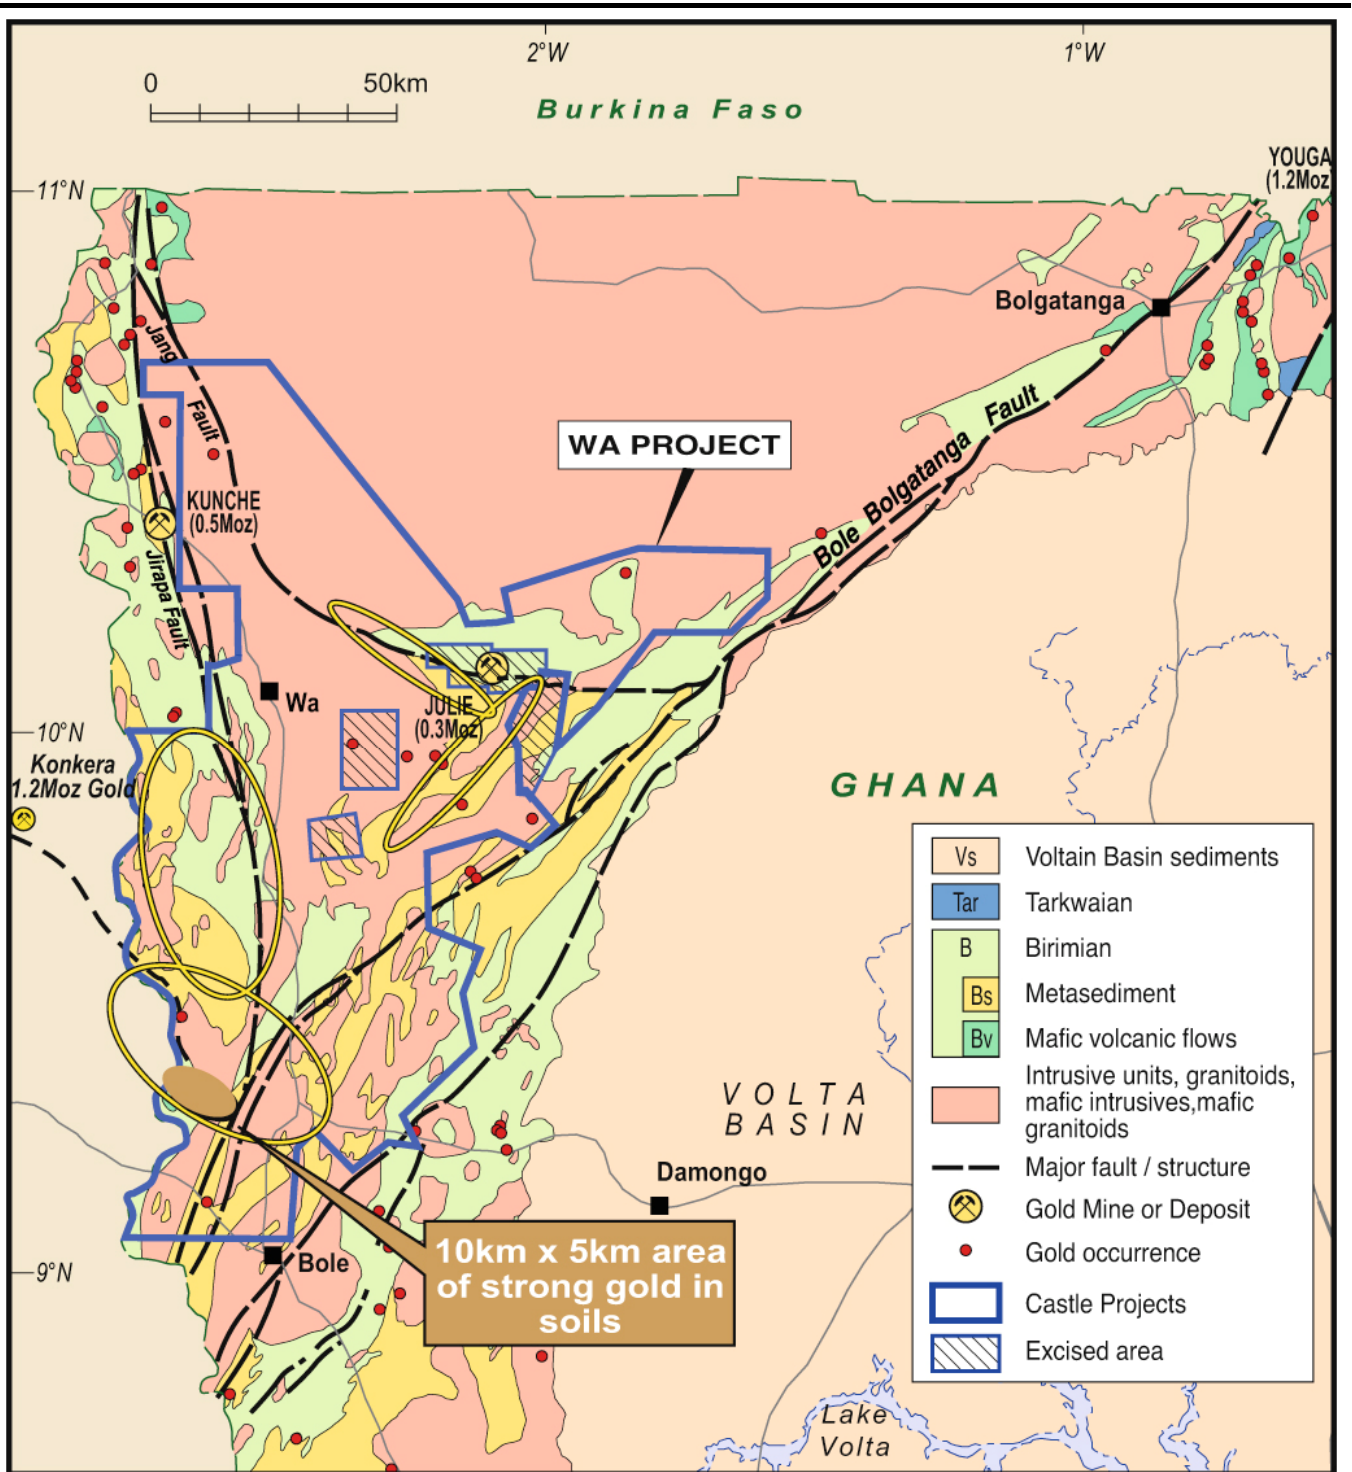 2°W
1°W
0
50km
Burkina Faso
YOUGA
(1.2Moz)
11°N
Bolgatanga
Jang
Fault
WA PROJECT
Bole Bolgatanga Fault
KUNCHE
(0.5Moz)
Jirapa Fault
Wa
JULIE
(0.3Moz)
10°N
Konkera
1.2Moz Gold
GHANA
Vs
Voltain Basin sediments
Tar
Tarkwaian
B
Birimian
Bs
Metasediment
Bv
Mafic volcanic flows
Intrusive units, granitoids,
mafic intrusives,mafic
granitoids
Major fault / structure
Gold Mine or Deposit
Gold occurrence
Castle Projects
Excised area
VOLTA
BASIN
Damongo
10km x 5km area
of strong gold in
soils
9°N
Bole
Lake
Volta